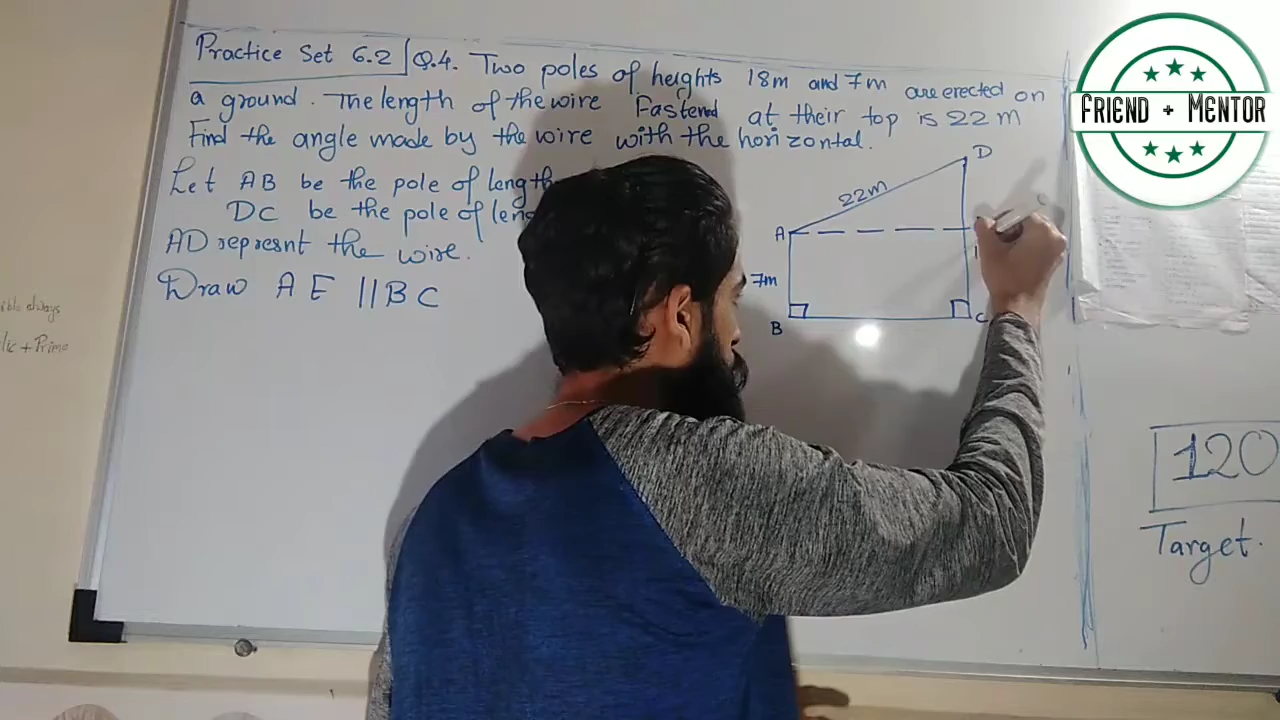 Practice Set 6.2 Q.4. Two poles of heights 18m and 7m are erected on
a ground. The length of the wire Fastened at their top is 22 m
Find the angle made by the wire with the horizontal.
Let AB be the pole of length
DC be the pole of
AD represnt the wire.
Draw AE || BC
D
22m
A
7m
B
C
FRIEND + MENTOR
120
Target.